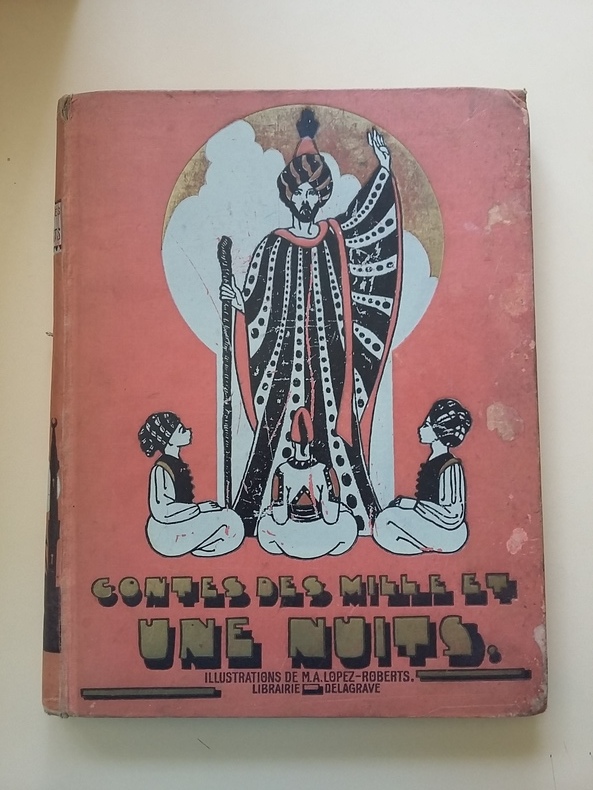 CONTES DES MILLE ET
UNE NUITS.
ILLUSTRATIONS DE M.A. LOPEZ-ROBERTS.
LIBRAIRIE DELAGRAVE